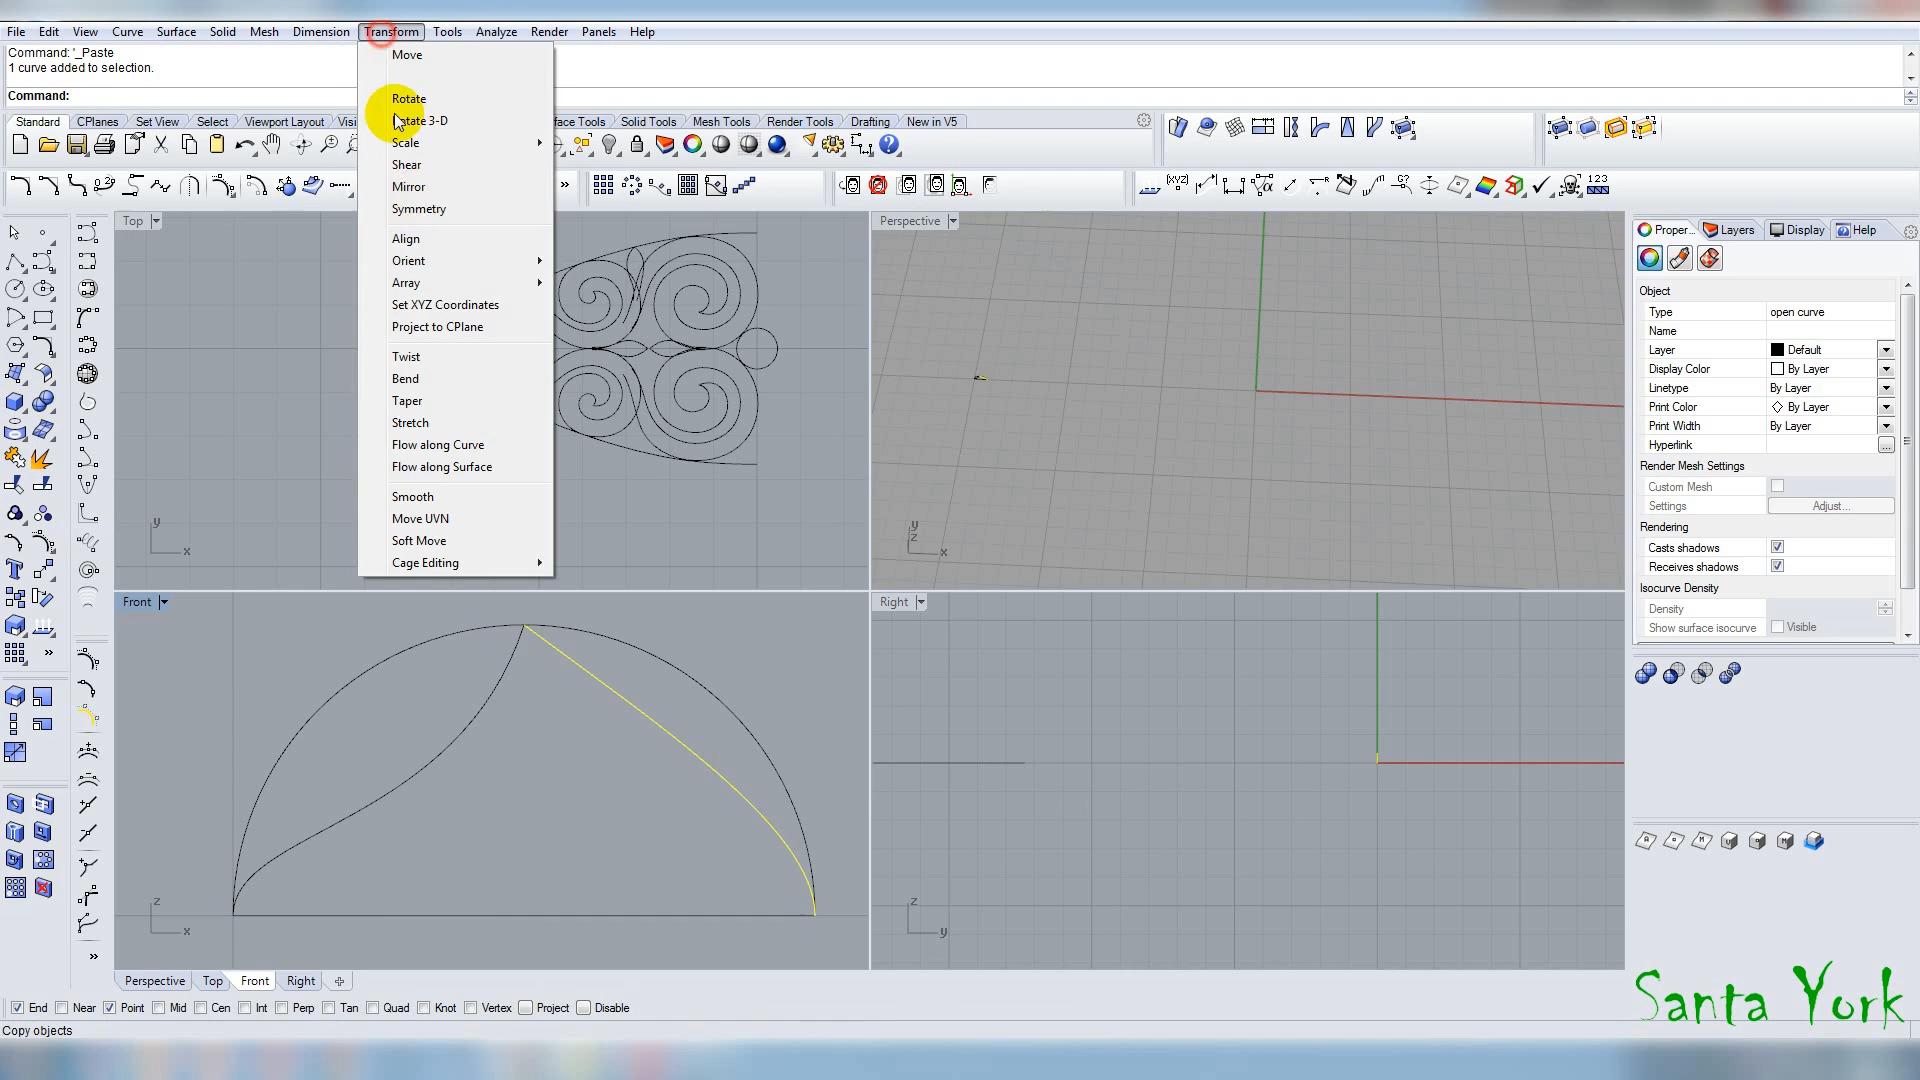 File Edit View Curve Surface Solid Mesh Dimension Transform Tools Analyze Render Panels Help
Command: '_Paste
1 curve added to selection.
Command:
Standard CPlanes Set View Select Viewport Layout Solid Tools Mesh Tools Render Tools Drafting New in V5
Move
Rotate
Scale
Shear
Mirror
Symmetry
Align
Orient
Array
Set XYZ Coordinates
Project to CPlane
Twist
Bend
Taper
Stretch
Flow along Curve
Flow along Surface
Smooth
Move UVN
Soft Move
Cage Editing
Top
y
x
Perspective
y
z
x
Front
z
x
Right
z
y
Proper... Layers Display Help
Object
Type open curve
Name
Layer Default
Display Color By Layer
Linetype By Layer
Print Color By Layer
Print Width By Layer
Hyperlink ...
Render Mesh Settings
Custom Mesh
Settings Adjust...
Rendering
Casts shadows
Receives shadows
Isocurve Density
Density
Show surface isocurve Visible
Perspective Top Front Right
End Near Point Mid Cen Int Perp Tan Quad Knot Vertex Project Disable
Copy objects
Santa York